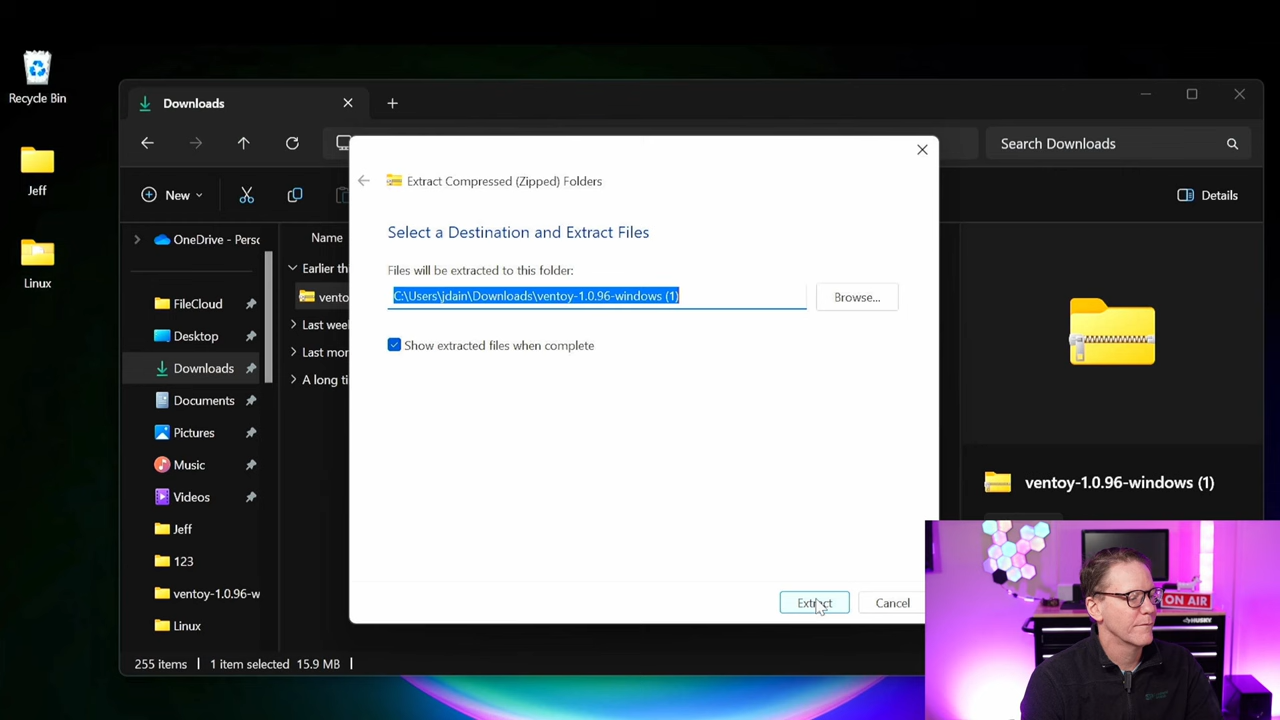 Recycle Bin
Jeff
Linux
Downloads
Search Downloads
New
Details
OneDrive - Perso
FileCloud
Desktop
Downloads
Documents
Pictures
Music
Videos
Jeff
123
ventoy-1.0.96-w
Linux
Name
Earlier th
vento
Last wee
Last mor
A long ti
Extract Compressed (Zipped) Folders
Select a Destination and Extract Files
Files will be extracted to this folder:
C:\Users\jdain\Downloads\ventoy-1.0.96-windows (1)
Browse...
Show extracted files when complete
Extract
Cancel
ventoy-1.0.96-windows (1)
255 items
1 item selected 15.9 MB
ON AIR
HUSKY